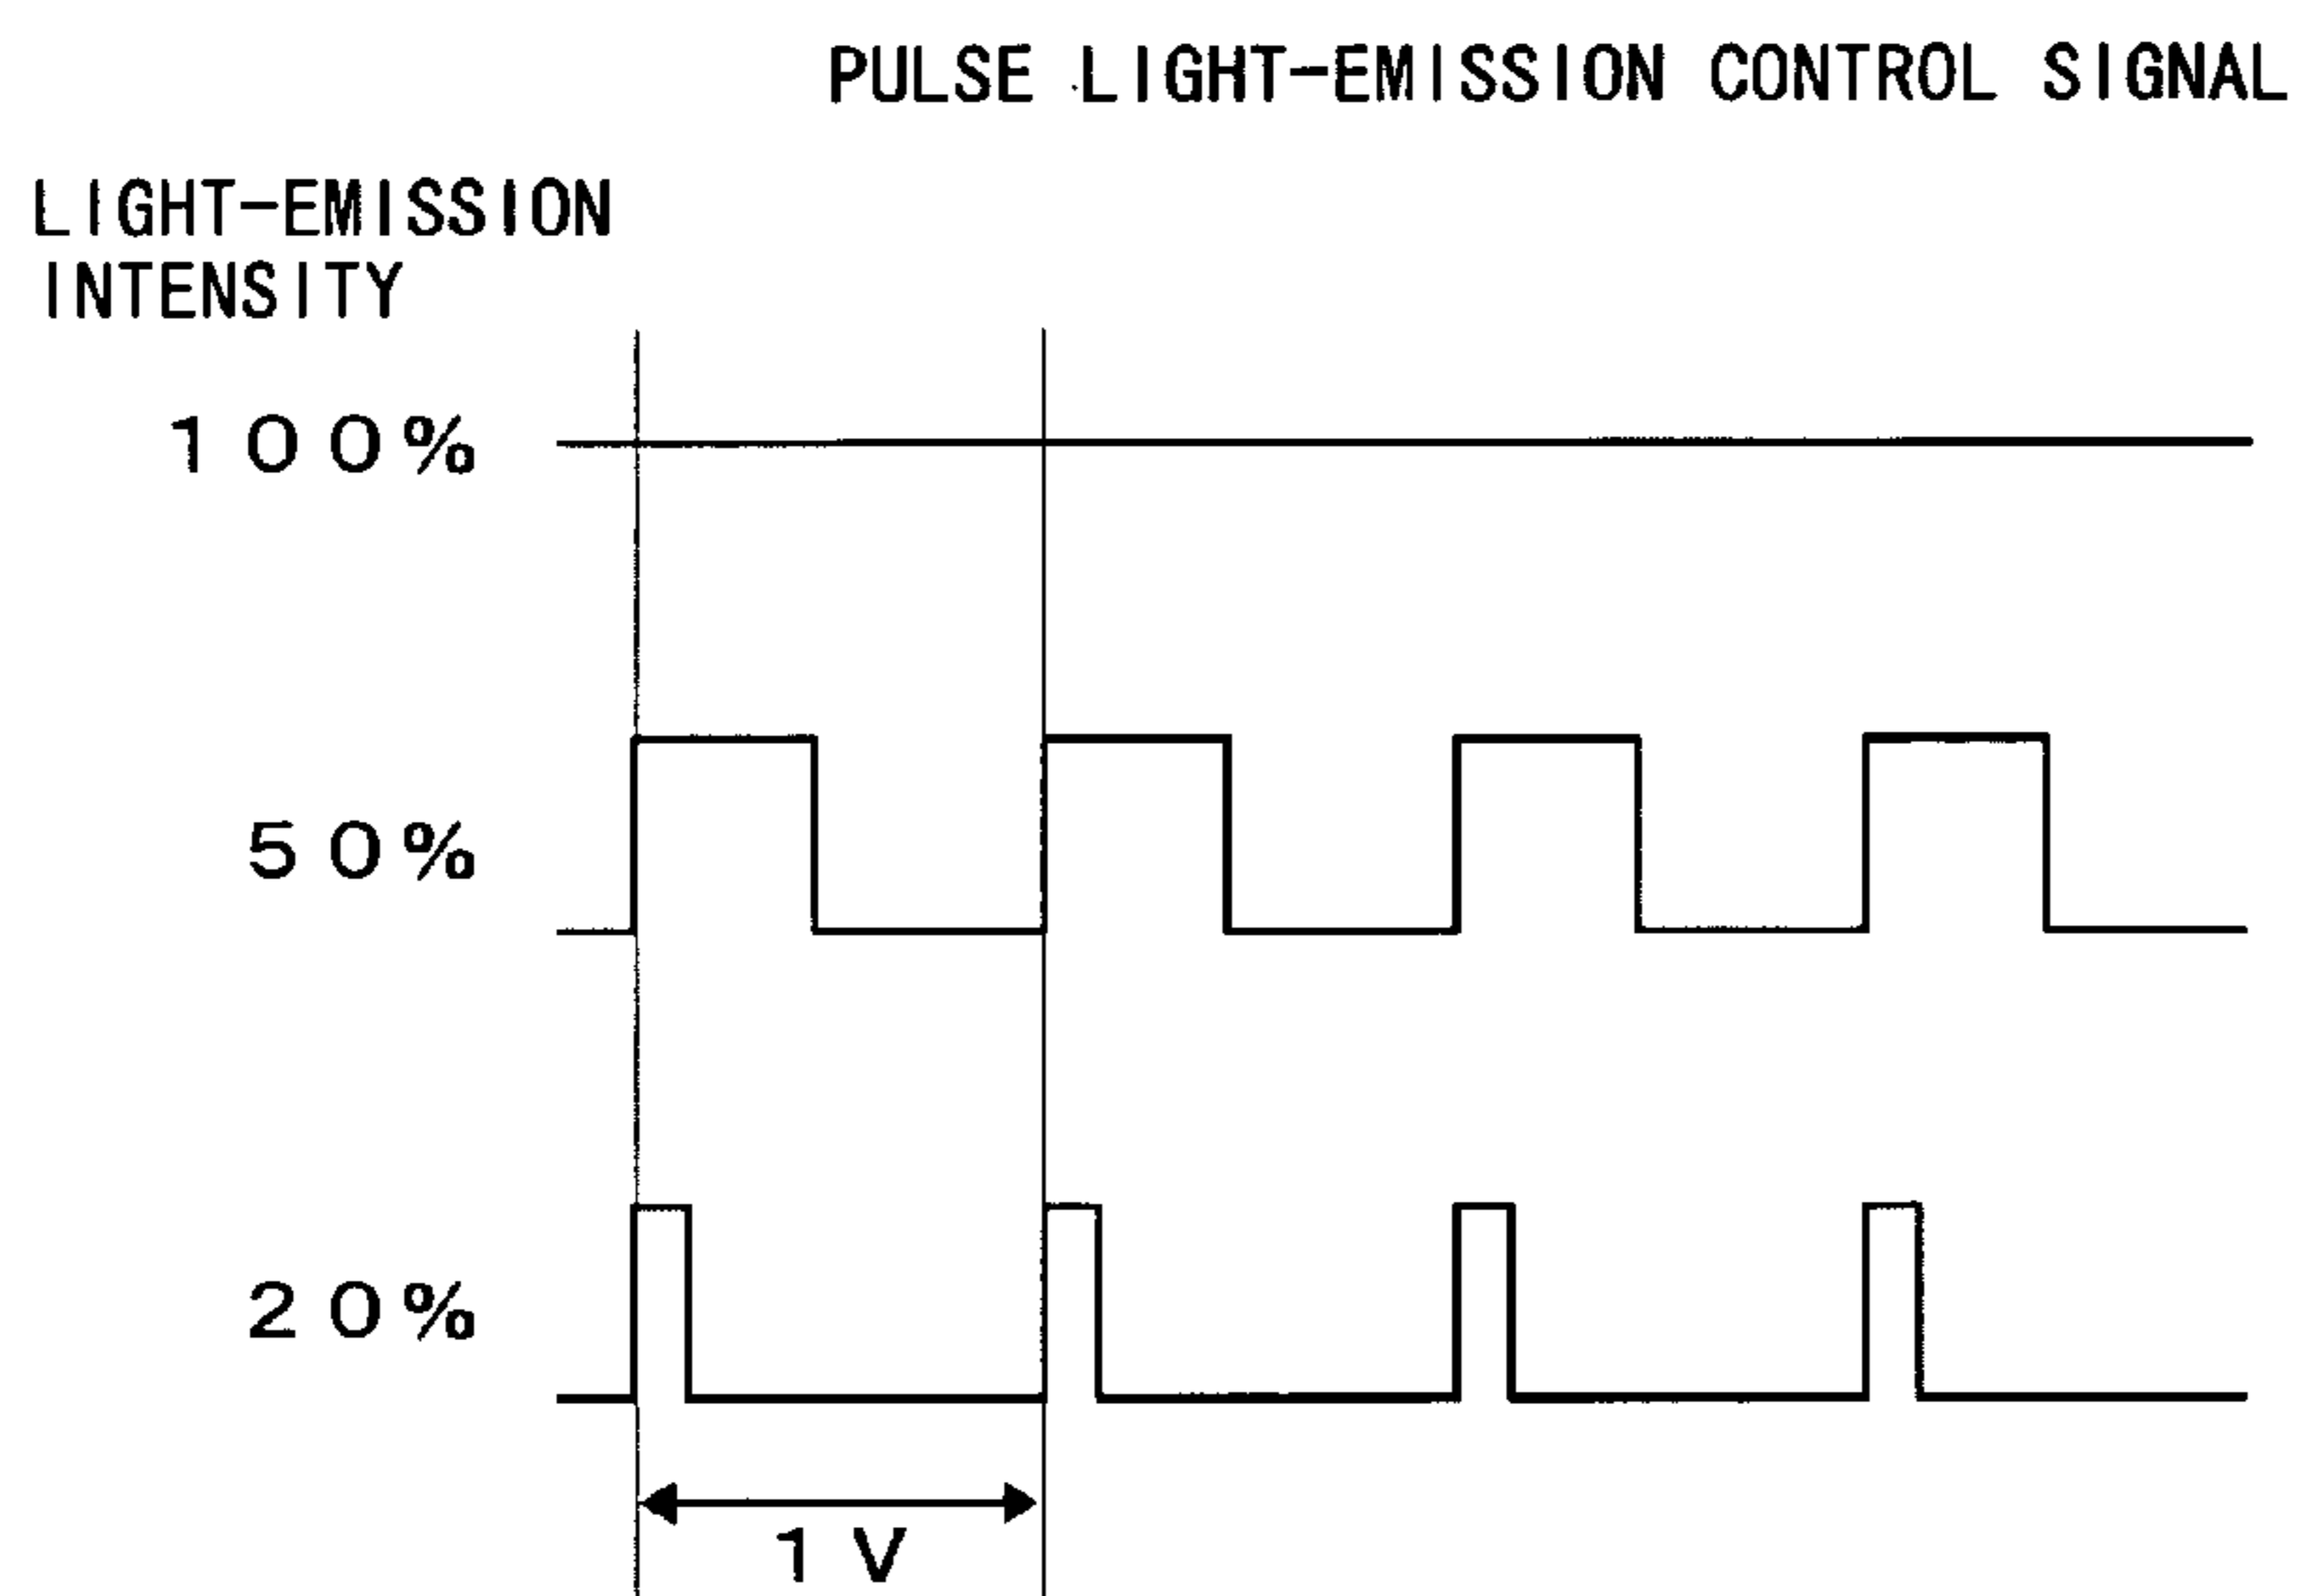 PULSE LIGHT-EMISSION CONTROL SIGNAL
LIGHT-EMISSION
INTENSITY
100%
50%
20%
1V